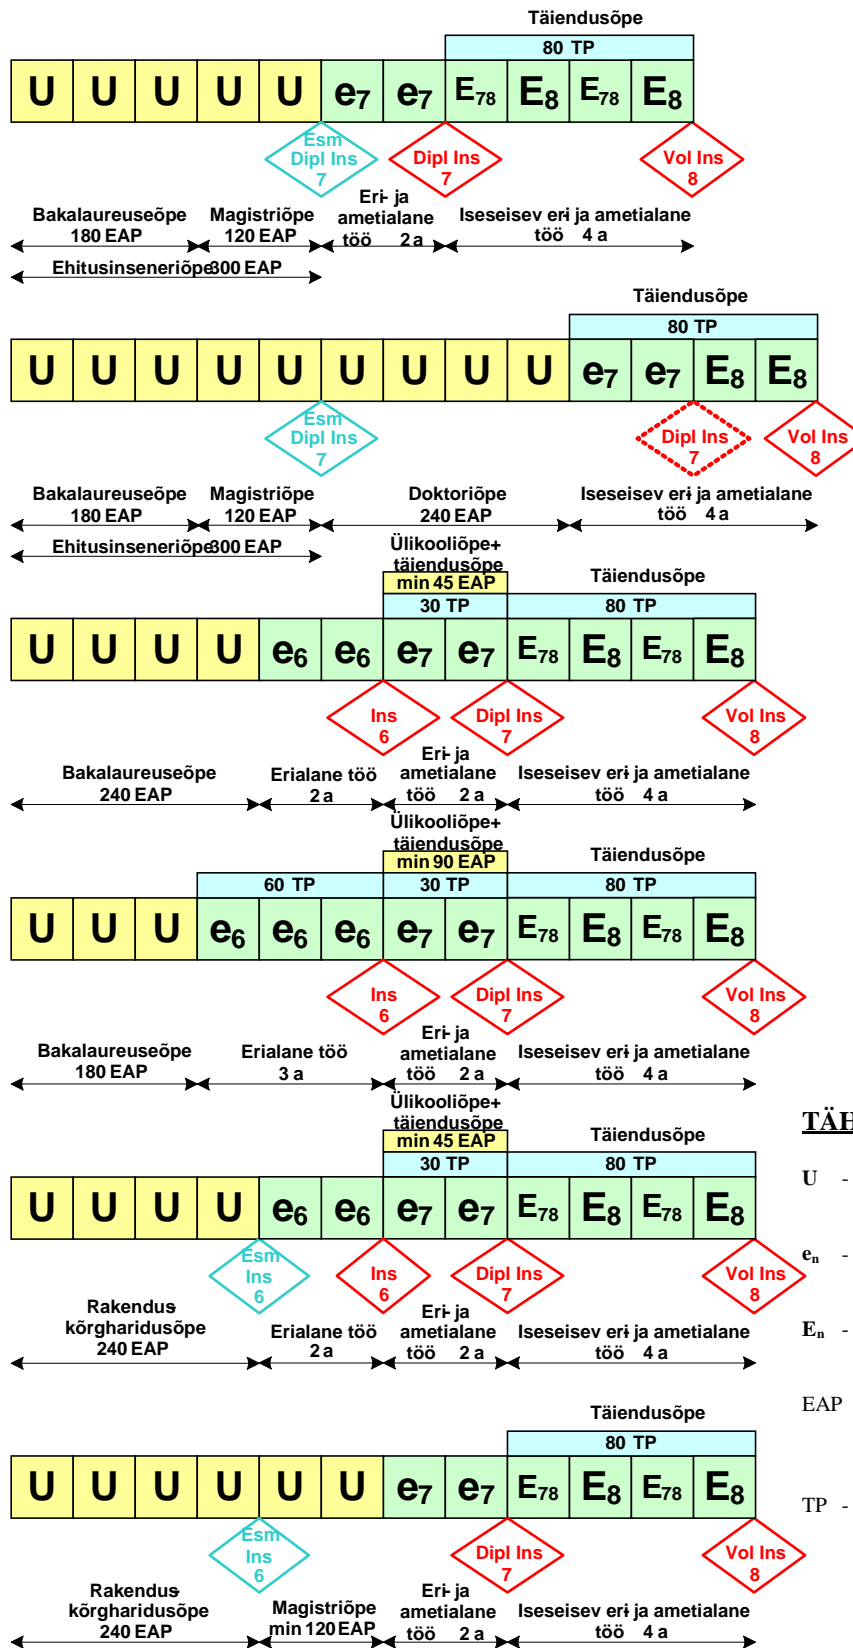 Täiendusõpe
80 TP
U U U U U e7 e7 E78 E8 E78 E8
Esm
Dipl Ins
7
Dipl Ins
7
Vol Ins
8
Bakalaureuseõpe
180 EAP
Magistriõpe
120 EAP
Eri- ja
ametialane
töö 2 a
Iseseisev eri- ja ametialane
töö 4 a
Ehitusinseneriõpe 300 EAP
Täiendusõpe
80 TP
U U U U U U U U U e7 e7 E8 E8
Esm
Dipl Ins
7
Dipl Ins
7
Vol Ins
8
Bakalaureuseõpe
180 EAP
Magistriõpe
120 EAP
Doktoriõpe
240 EAP
Iseseisev eri- ja ametialane
töö 4 a
Ehitusinseneriõpe 300 EAP
Ülikooliõpe+
täiendusõpe
min 45 EAP
30 TP
Täiendusõpe
80 TP
U U U U e6 e6 e7 e7 E78 E8 E78 E8
Ins
6
Dipl Ins
7
Vol Ins
8
Bakalaureuseõpe
240 EAP
Erialane töö
2 a
Eri- ja
ametialane
töö 2 a
Iseseisev eri- ja ametialane
töö 4 a
Ülikooliõpe+
täiendusõpe
min 90 EAP
60 TP
30 TP
Täiendusõpe
80 TP
U U U e6 e6 e6 e7 e7 E78 E8 E78 E8
Ins
6
Dipl Ins
7
Vol Ins
8
Bakalaureuseõpe
180 EAP
Erialane töö
3 a
Eri- ja
ametialane
töö 2 a
Iseseisev eri- ja ametialane
töö 4 a
Ülikooliõpe+
täiendusõpe
min 45 EAP
30 TP
Täiendusõpe
80 TP
U U U U e6 e6 e7 e7 E78 E8 E78 E8
Esm
Ins
6
Ins
6
Dipl Ins
7
Vol Ins
8
Rakendus-
kõrgharidusõpe
240 EAP
Erialane töö
2 a
Eri- ja
ametialane
töö 2 a
Iseseisev eri- ja ametialane
töö 4 a
Täiendusõpe
80 TP
U U U U U U e7 e7 E78 E8 E78 E8
Esm
Ins
6
Dipl Ins
7
Vol Ins
8
Rakendus-
kõrgharidusõpe
240 EAP
Magistriõpe
min 120 EAP
Eri- ja
ametialane
töö 2 a
Iseseisev eri- ja ametialane
töö 4 a
TÄH
U -
en -
En -
EAP
TP -